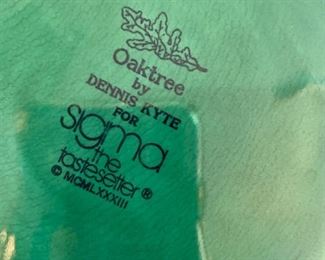 Oaktree
by
DENNIS KYTE
FOR
sigma
the
tastesetter®
© MCMLXXXIII